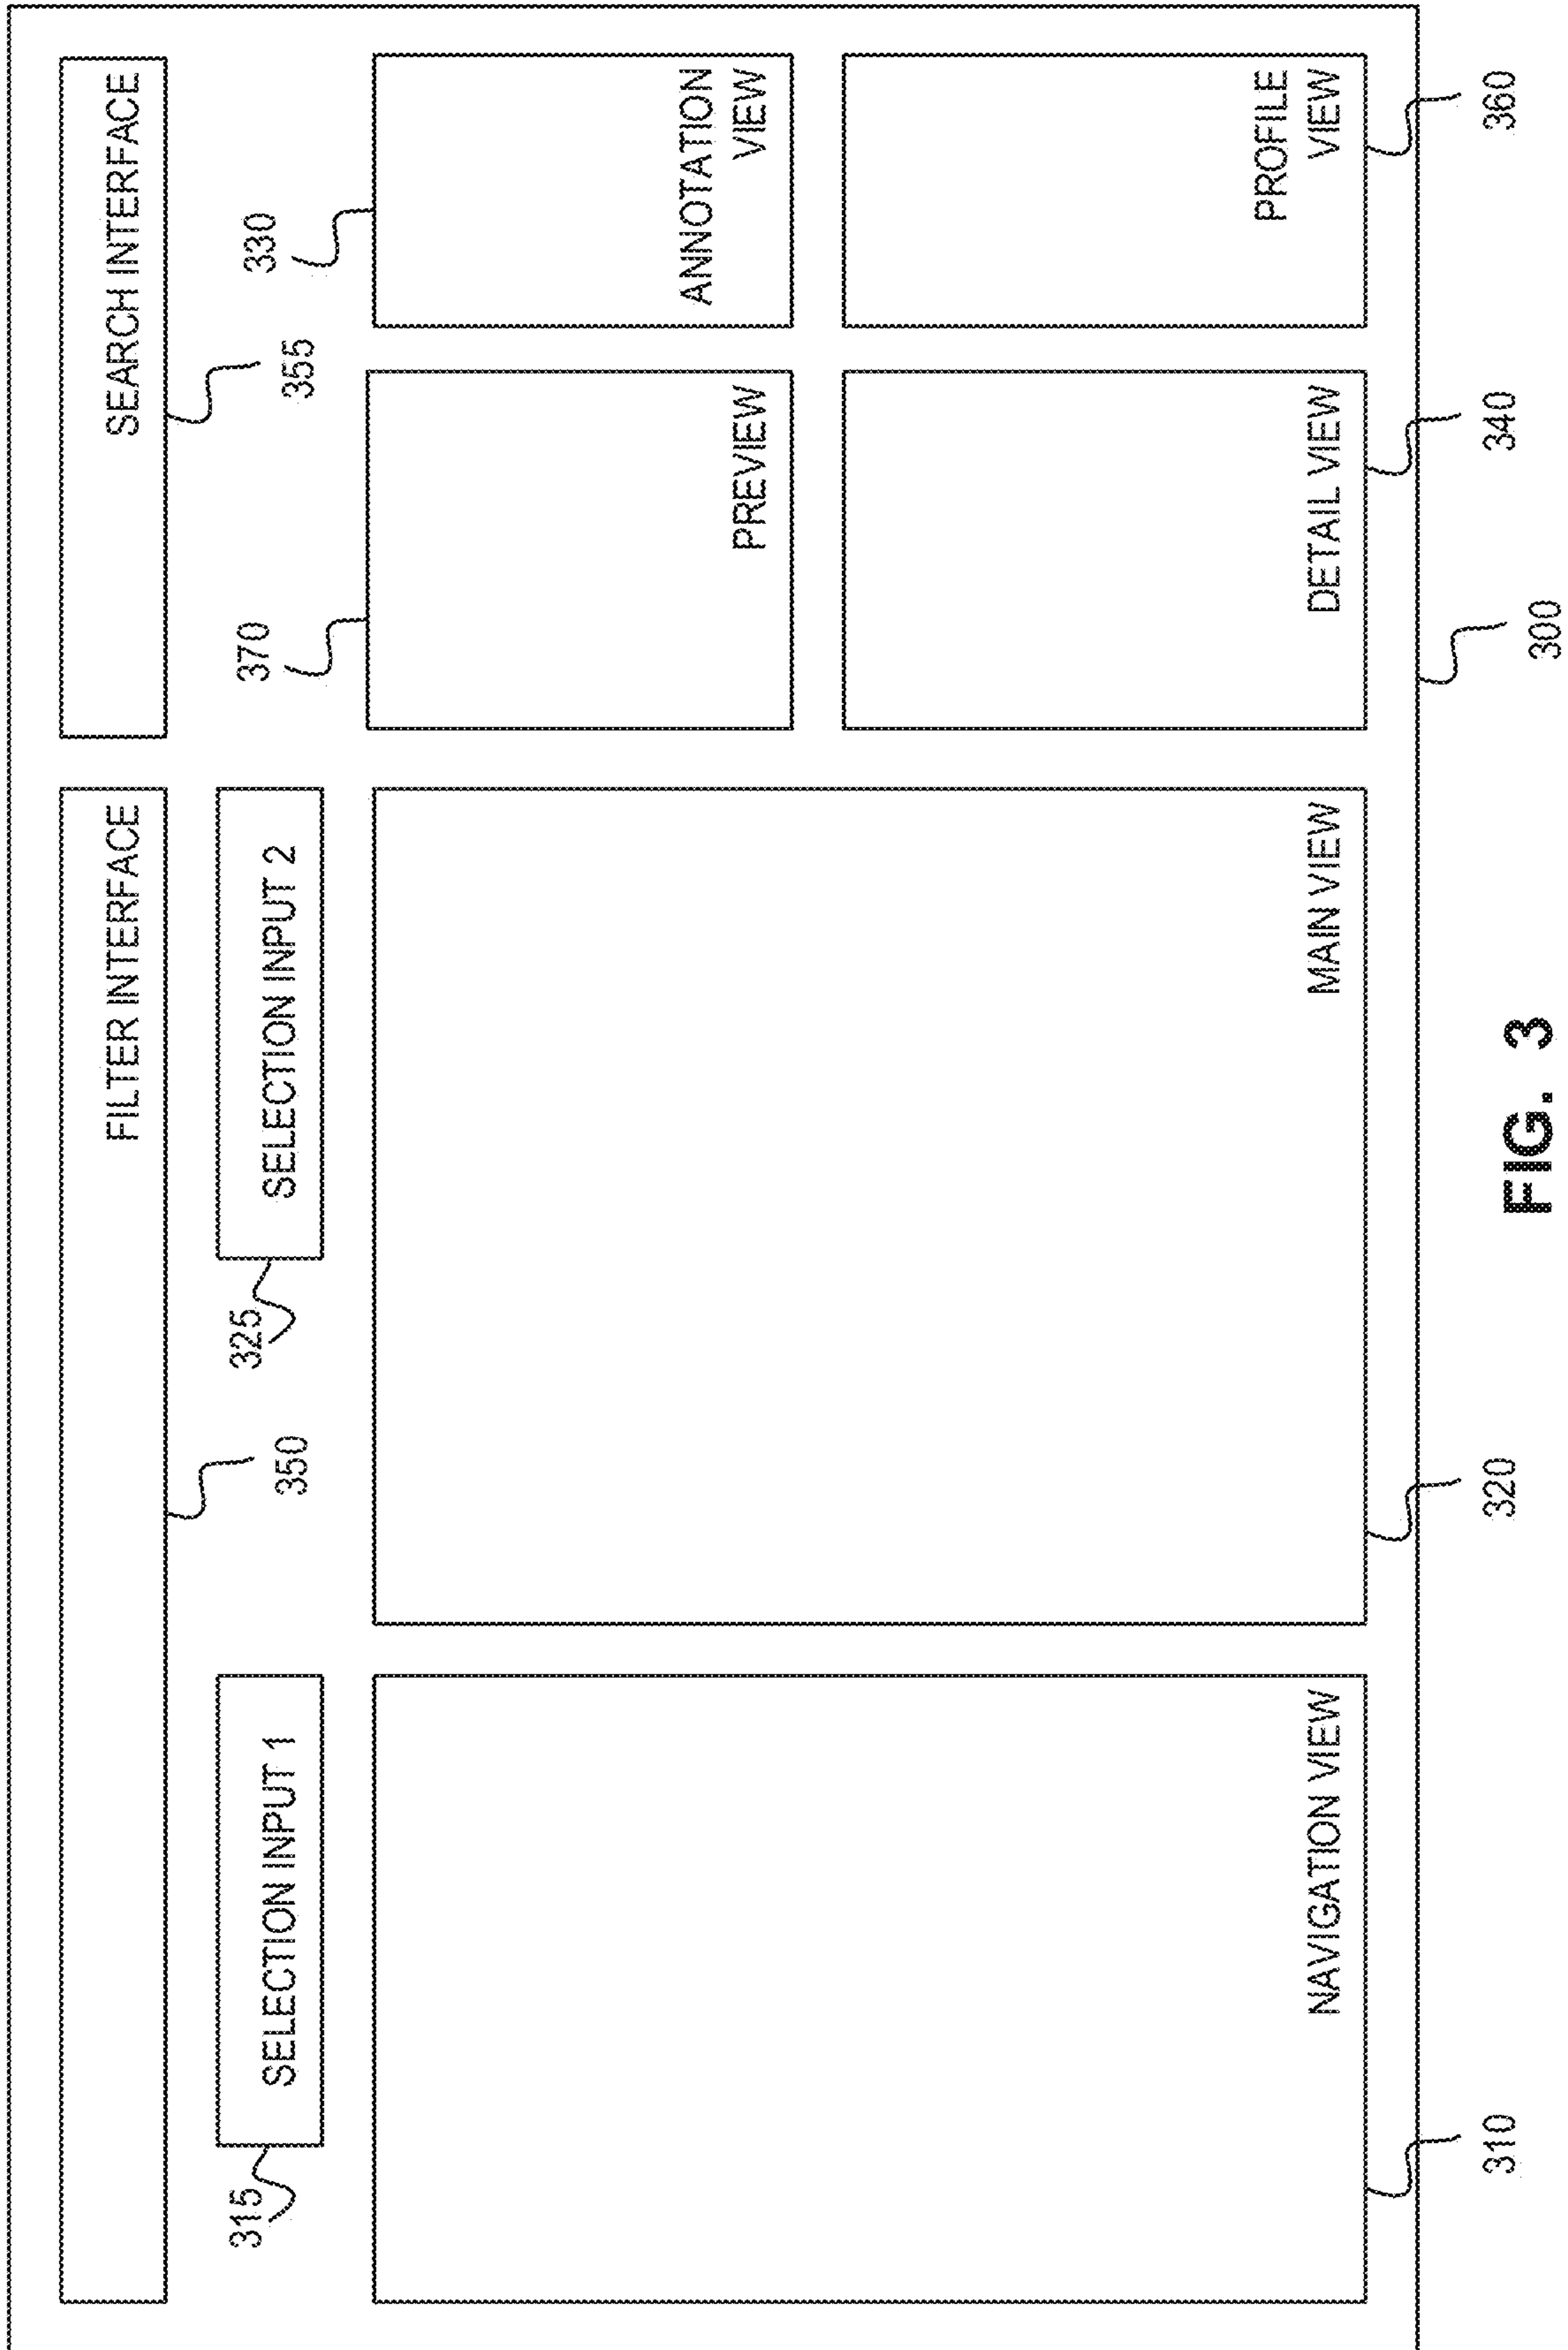 FILTER INTERFACE
SEARCH INTERFACE
350
355
315
SELECTION INPUT 1
325
SELECTION INPUT 2
370
330
PREVIEW
ANNOTATION
VIEW
NAVIGATION VIEW
MAIN VIEW
DETAIL VIEW
PROFILE
VIEW
310
320
340
360
300
FIG. 3